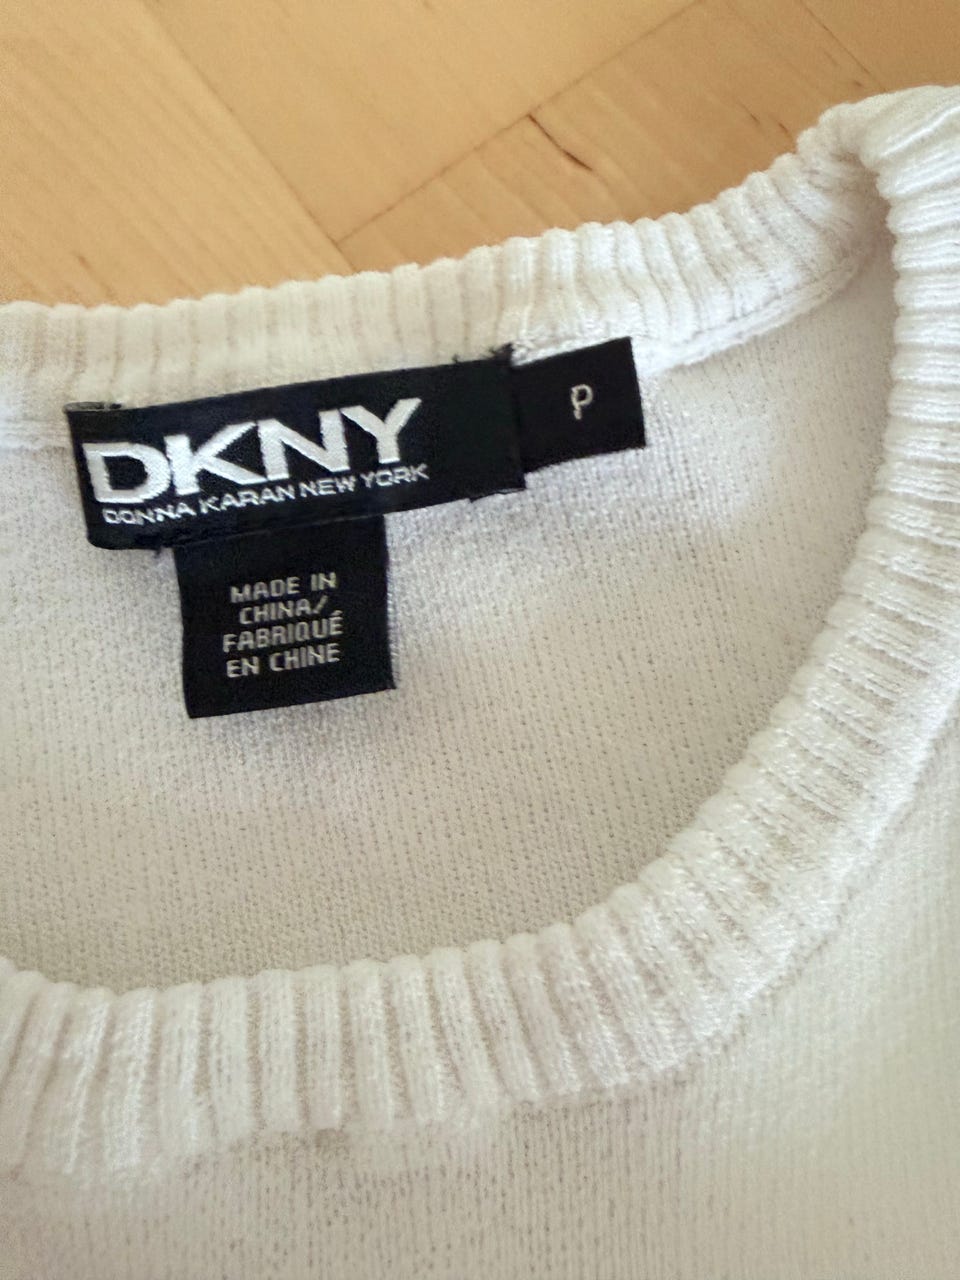 DKNY
DONNA KARAN NEW YORK
P
MADE IN
CHINA/
FABRIQUÉ
EN CHINE